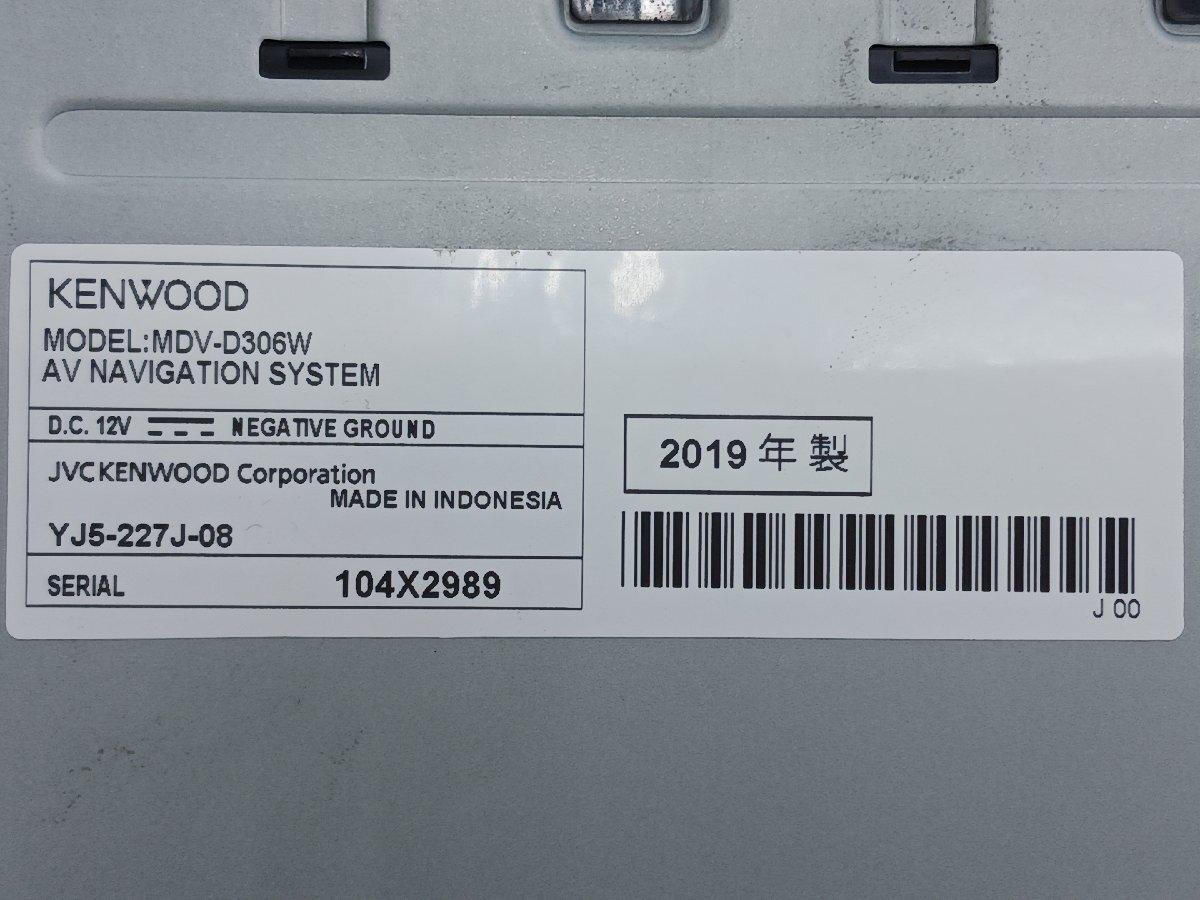 KENWOOD
MODEL:MDV-D306W
AV NAVIGATION SYSTEM
D.C. 12V NEGATIVE GROUND
JVCKENWOOD Corporation
MADE IN INDONESIA
YJ5-227J-08
SERIAL 104X2989
2019 年 製
J 00